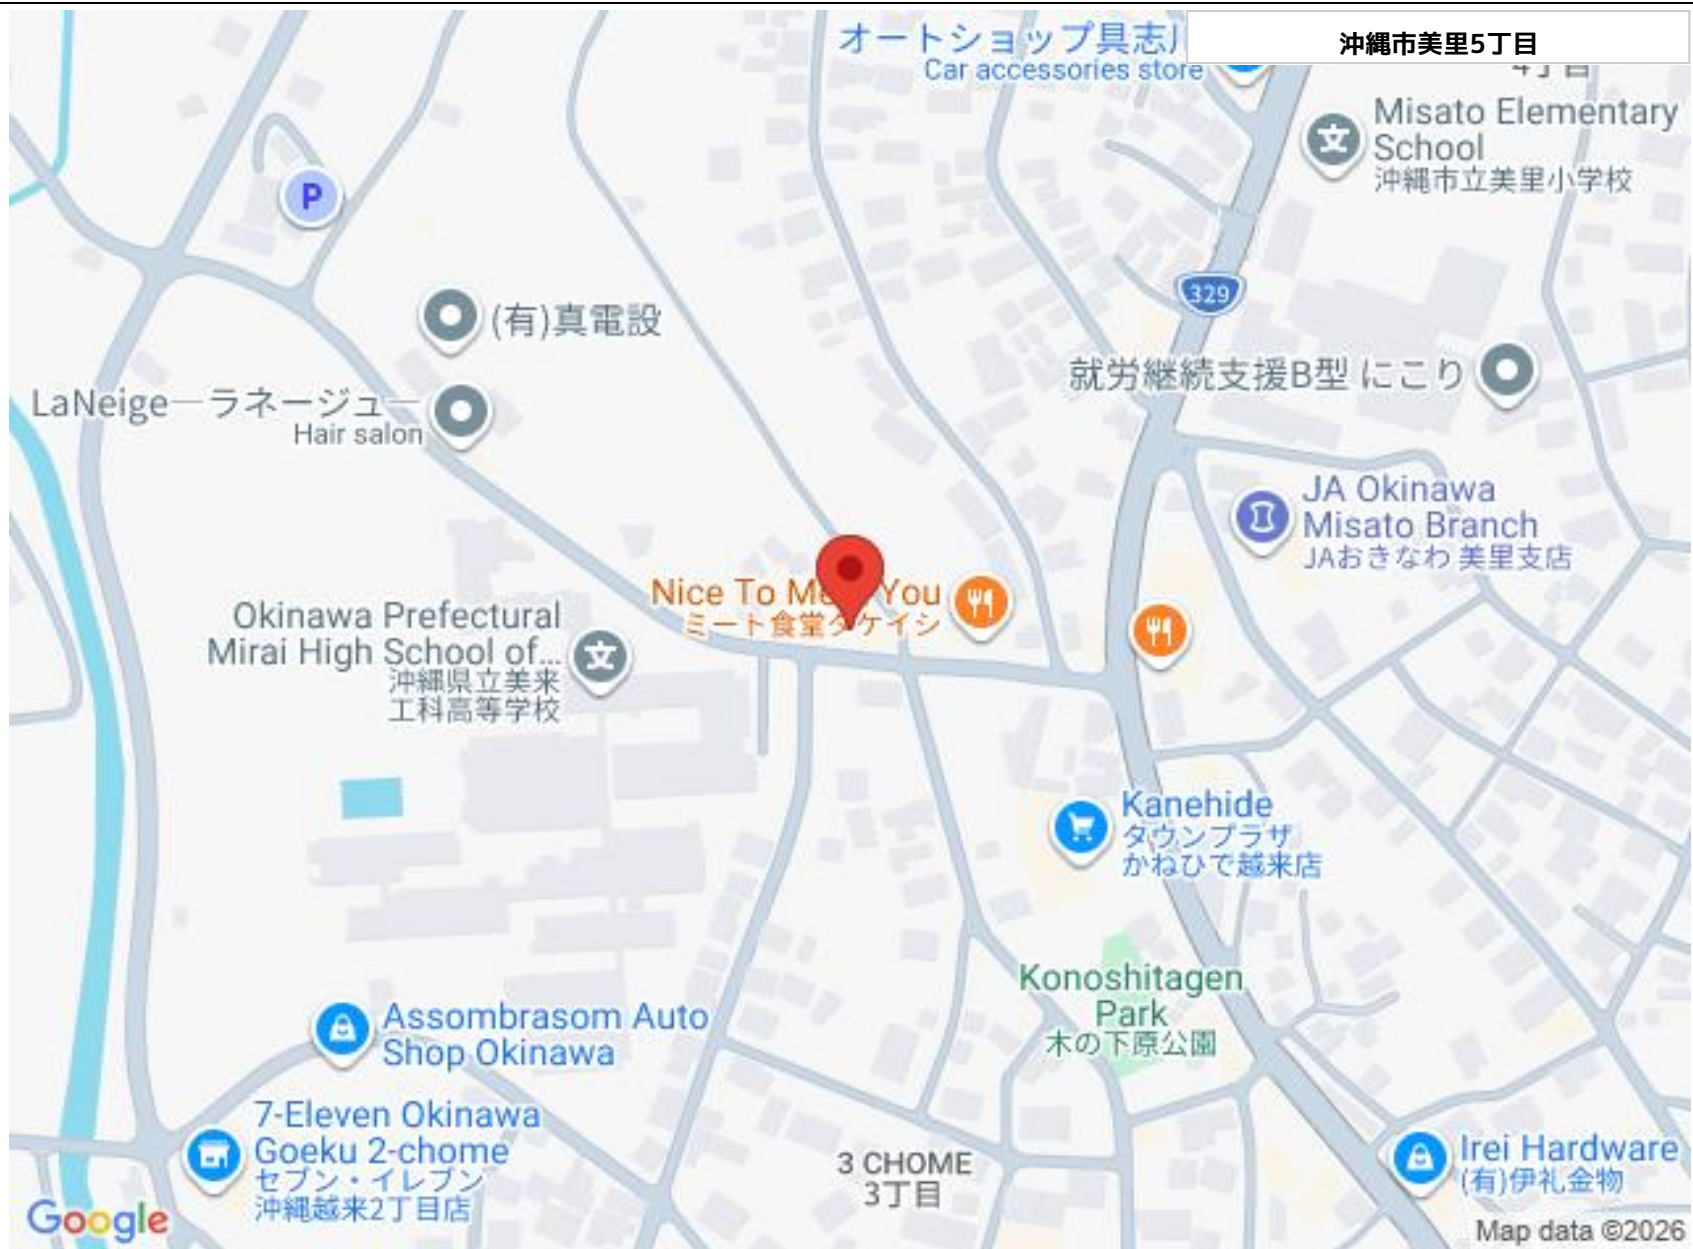 沖縄市美里5丁目
オートショップ具志川
Car accessories store
4丁目
Misato Elementary
School
沖縄市立美里小学校
P
329
(有)真電設
就労継続支援B型 にこり
LaNeige―ラネージュ―
Hair salon
JA Okinawa
Misato Branch
JAおきなわ 美里支店
Nice To Meet You
ミート食堂タケイシ
Okinawa Prefectural
Mirai High School of...
沖縄県立美来
工科高等学校
Kanehide
タウンプラザ
かねひで越来店
Konoshitagen
Park
木の下原公園
Assombrasom Auto
Shop Okinawa
7-Eleven Okinawa
Goeku 2-chome
セブン‐イレブン
沖縄越来2丁目店
3 CHOME
3丁目
Irei Hardware
(有)伊礼金物
Google
Map data ©2026